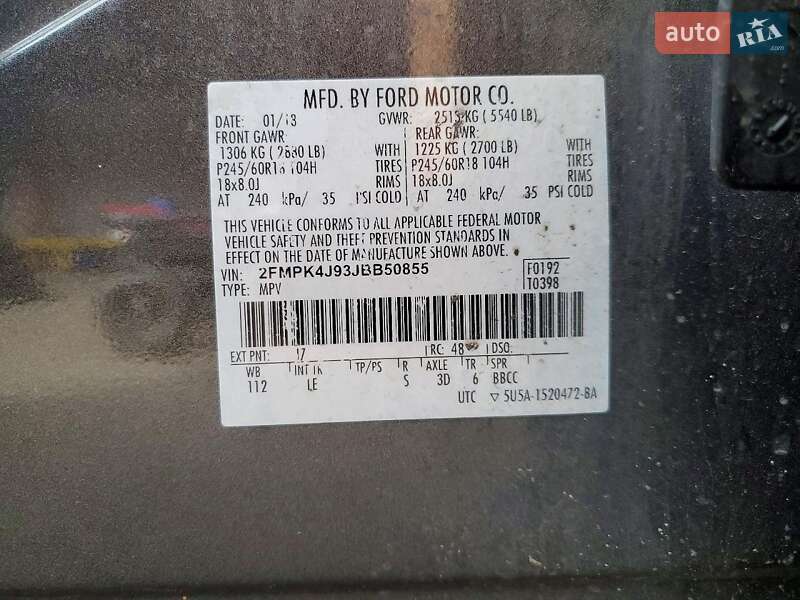 auto RIA .com
MFD. BY FORD MOTOR CO.
DATE: GVWR: 2513 KG ( 5540 LB)
FRONT GAWR: REAR GAWR:
1306 KG ( 2880 LB) WITH 1225 KG ( 2700 LB) WITH
P245/60R18 104H TIRES P245/60R18 104H TIRES
18x8.0J RIMS 18x8.0J RIMS
AT 240 kPa/ 35 PSI COLD AT 240 kPa/ 35 PSI COLD
THIS VEHICLE CONFORMS TO ALL APPLICABLE FEDERAL MOTOR
VEHICLE SAFETY AND THEFT PREVENTION STANDARDS IN
EFFECT ON THE DATE OF MANUFACTURE SHOWN ABOVE.
VIN: 2FMPK4J93JBB50855 F0192
TYPE: MPV T0398
EXT PNT: RC: 48 DSO:
WB INT TR TP/PS R AXLE TR SPR
112 LE S 3D 6 BBCC
UTC ▽ 5U5A-1520472-BA